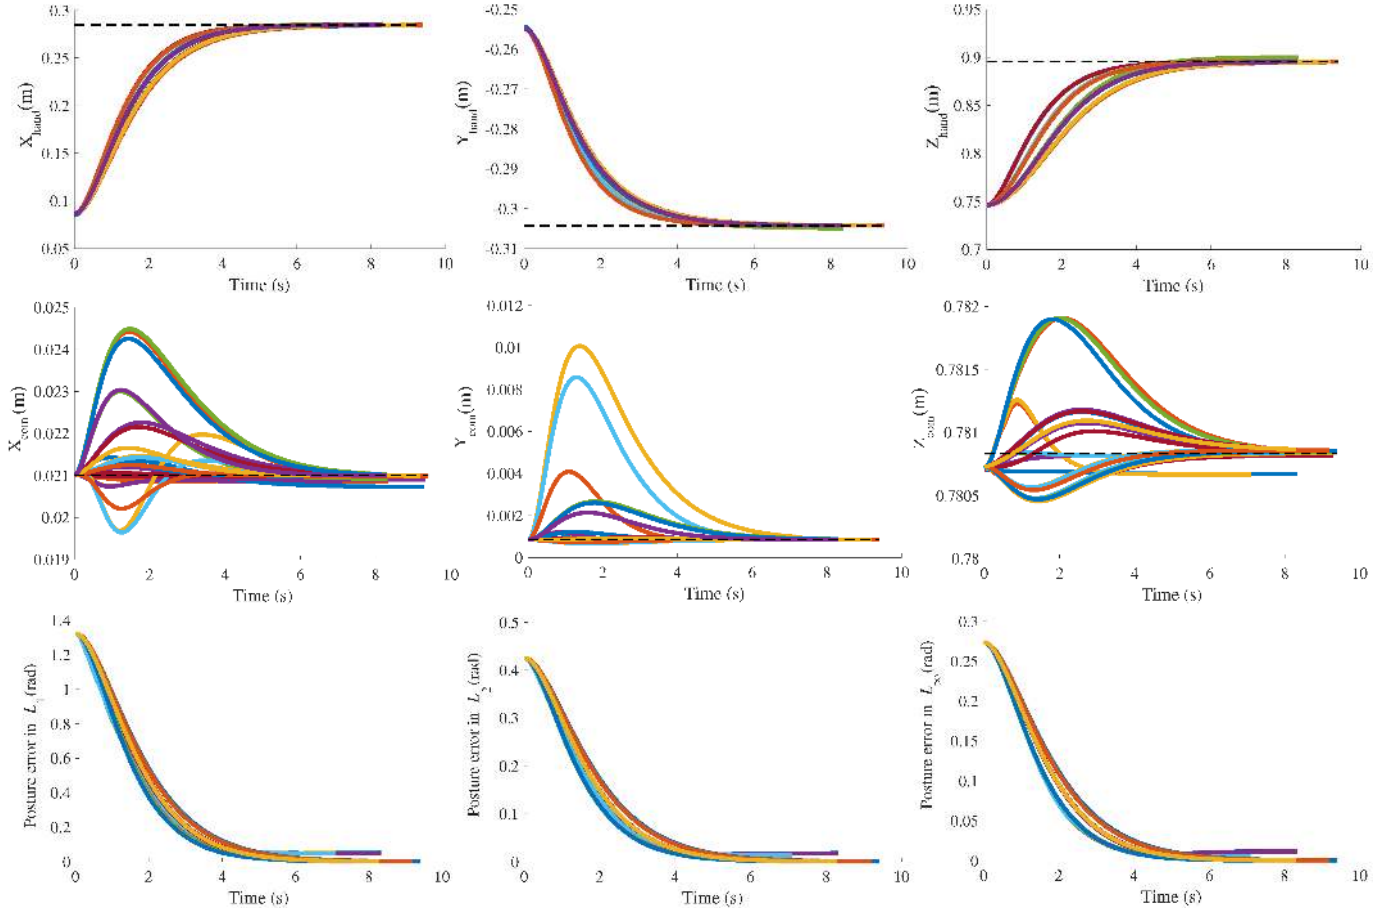 0.3
0.25
0.2
0.15
0.1
0.05
X_hand(m)
0 2 4 6 8 10
Time (s)
-0.25
-0.26
-0.27
-0.28
-0.29
-0.3
-0.31
Y_hand(m)
0 2 4 6 8 10
Time (s)
0.95
0.9
0.85
0.8
0.75
0.7
Z_hand(m)
0 2 4 6 8 10
Time (s)
0.025
0.024
0.023
0.022
0.021
0.02
0.019
X_com(m)
0 2 4 6 8 10
Time (s)
0.012
0.01
0.008
0.006
0.004
0.002
0
Y_com(m)
0 2 4 6 8 10
Time (s)
0.782
0.7815
0.781
0.7805
0.78
Z_com(m)
0 2 4 6 8 10
Time (s)
1.4
1.2
1
0.8
0.6
0.4
0.2
0
Posture error in L_1 (rad)
0 2 4 6 8 10
Time (s)
0.5
0.4
0.3
0.2
0.1
0
Posture error in L_2 (rad)
0 2 4 6 8 10
Time (s)
0.3
0.25
0.2
0.15
0.1
0.05
0
Posture error in L_∞ (rad)
0 2 4 6 8 10
Time (s)